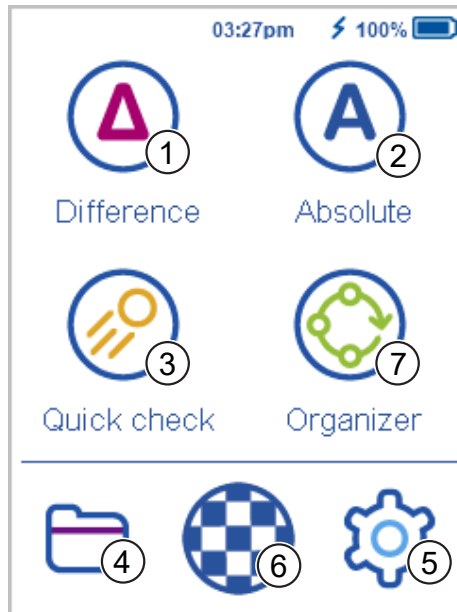 03:27pm 100%
A
1 2
Difference Absolute
3 7
Quick check Organizer
4 6 5